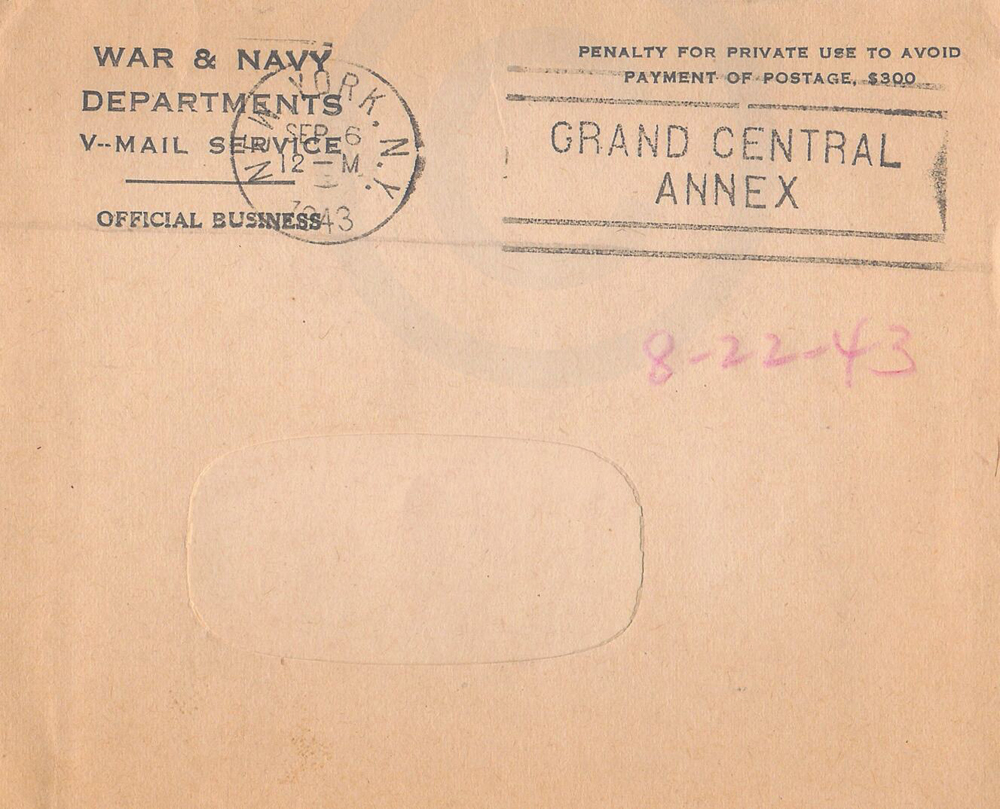 WAR & NAVY
DEPARTMENTS
V--MAIL SERVICE
OFFICIAL BUSINESS
NEW YORK, N.Y.
SEP 6
12 — M
1943
PENALTY FOR PRIVATE USE TO AVOID
PAYMENT OF POSTAGE, $300
GRAND CENTRAL
ANNEX
8-22-43